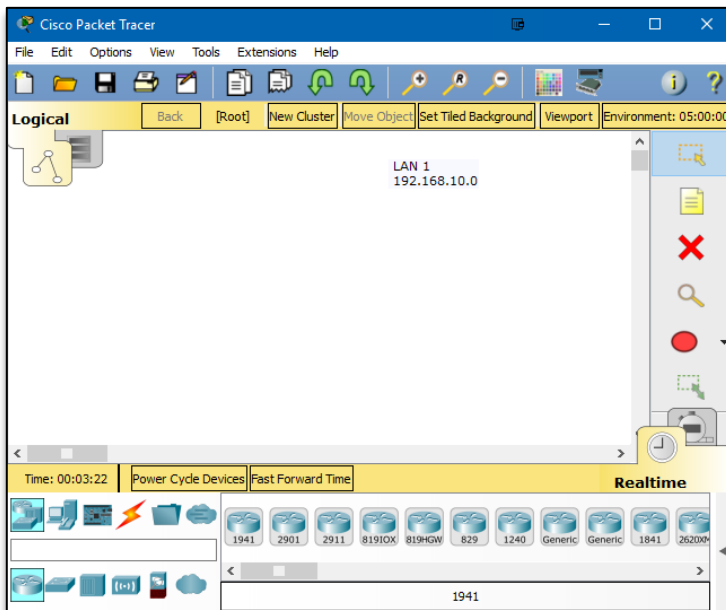 Cisco Packet Tracer
File Edit Options View Tools Extensions Help
Logical Back [Root] New Cluster Move Object Set Tiled Background Viewport Environment: 05:00:00
LAN 1
192.168.10.0
Time: 00:03:22 Power Cycle Devices Fast Forward Time
Realtime
1941 2901 2911 819IOX 819HGW 829 1240 Generic Generic 1841 2620XM
1941